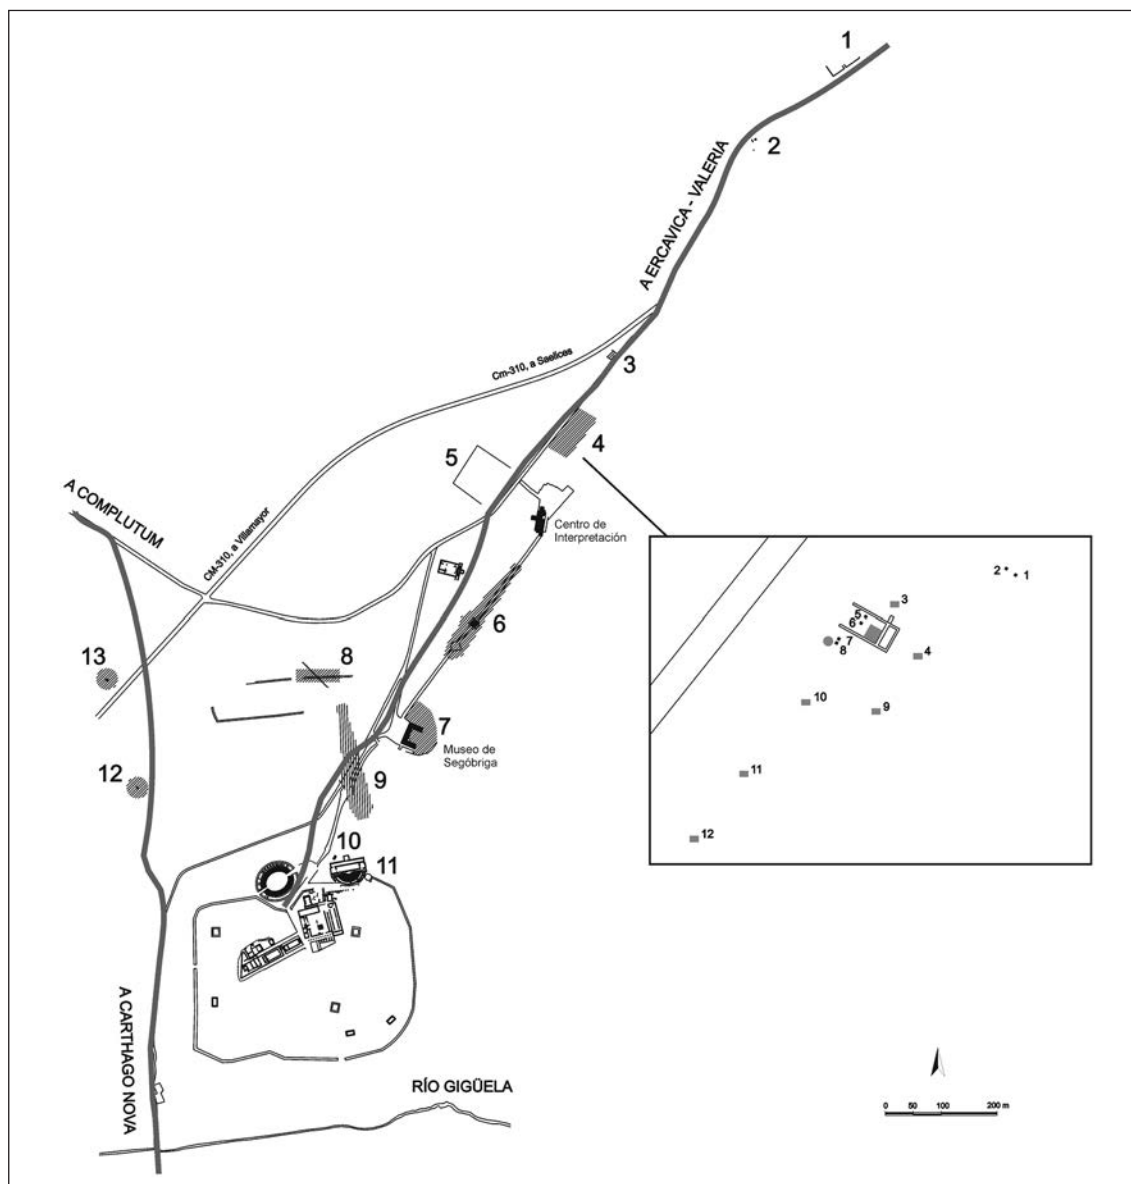 1
2
A ERCAVICA - VALERIA
3
Cm-310, a Saelices
4
5
A COMPLUTUM
CM-310, a Villamayor
Centro de
Interpretación
6
13
8
7
Museo de
Segóbriga
12
9
10
11
A CARTHAGO NOVA
RÍO GIGÜELA
2
1
3
5
6
7
8
4
10
9
11
12
0 50 100 200 m